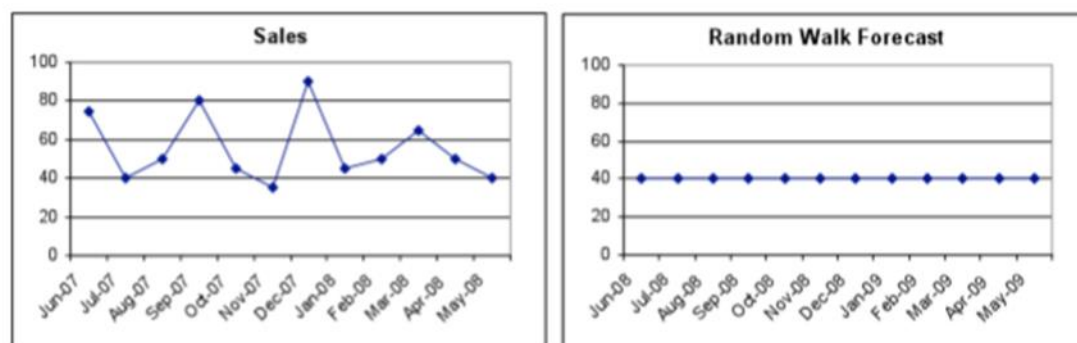 Sales
100
80
60
40
20
0
Jun-07
Jul-07
Aug-07
Sep-07
Oct-07
Nov-07
Dec-07
Jan-08
Feb-08
Mar-08
Apr-08
May-08
Random Walk Forecast
100
80
60
40
20
0
Jun-08
Jul-08
Aug-08
Sep-08
Oct-08
Nov-08
Dec-08
Jan-09
Feb-09
Mar-09
Apr-09
May-09